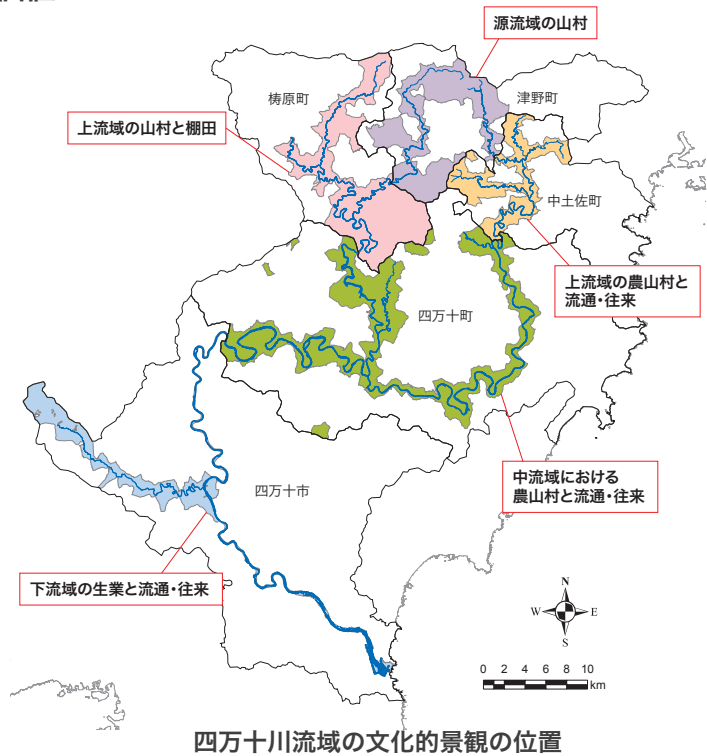 源流域の山村
梼原町
津野町
上流域の山村と棚田
中土佐町
上流域の農山村と
流通・往来
四万十町
中流域における
農山村と流通・往来
四万十市
下流域の生業と流通・往来
N
W
E
S
0 2 4 6 8 10
km
四万十川流域の文化的景観の位置